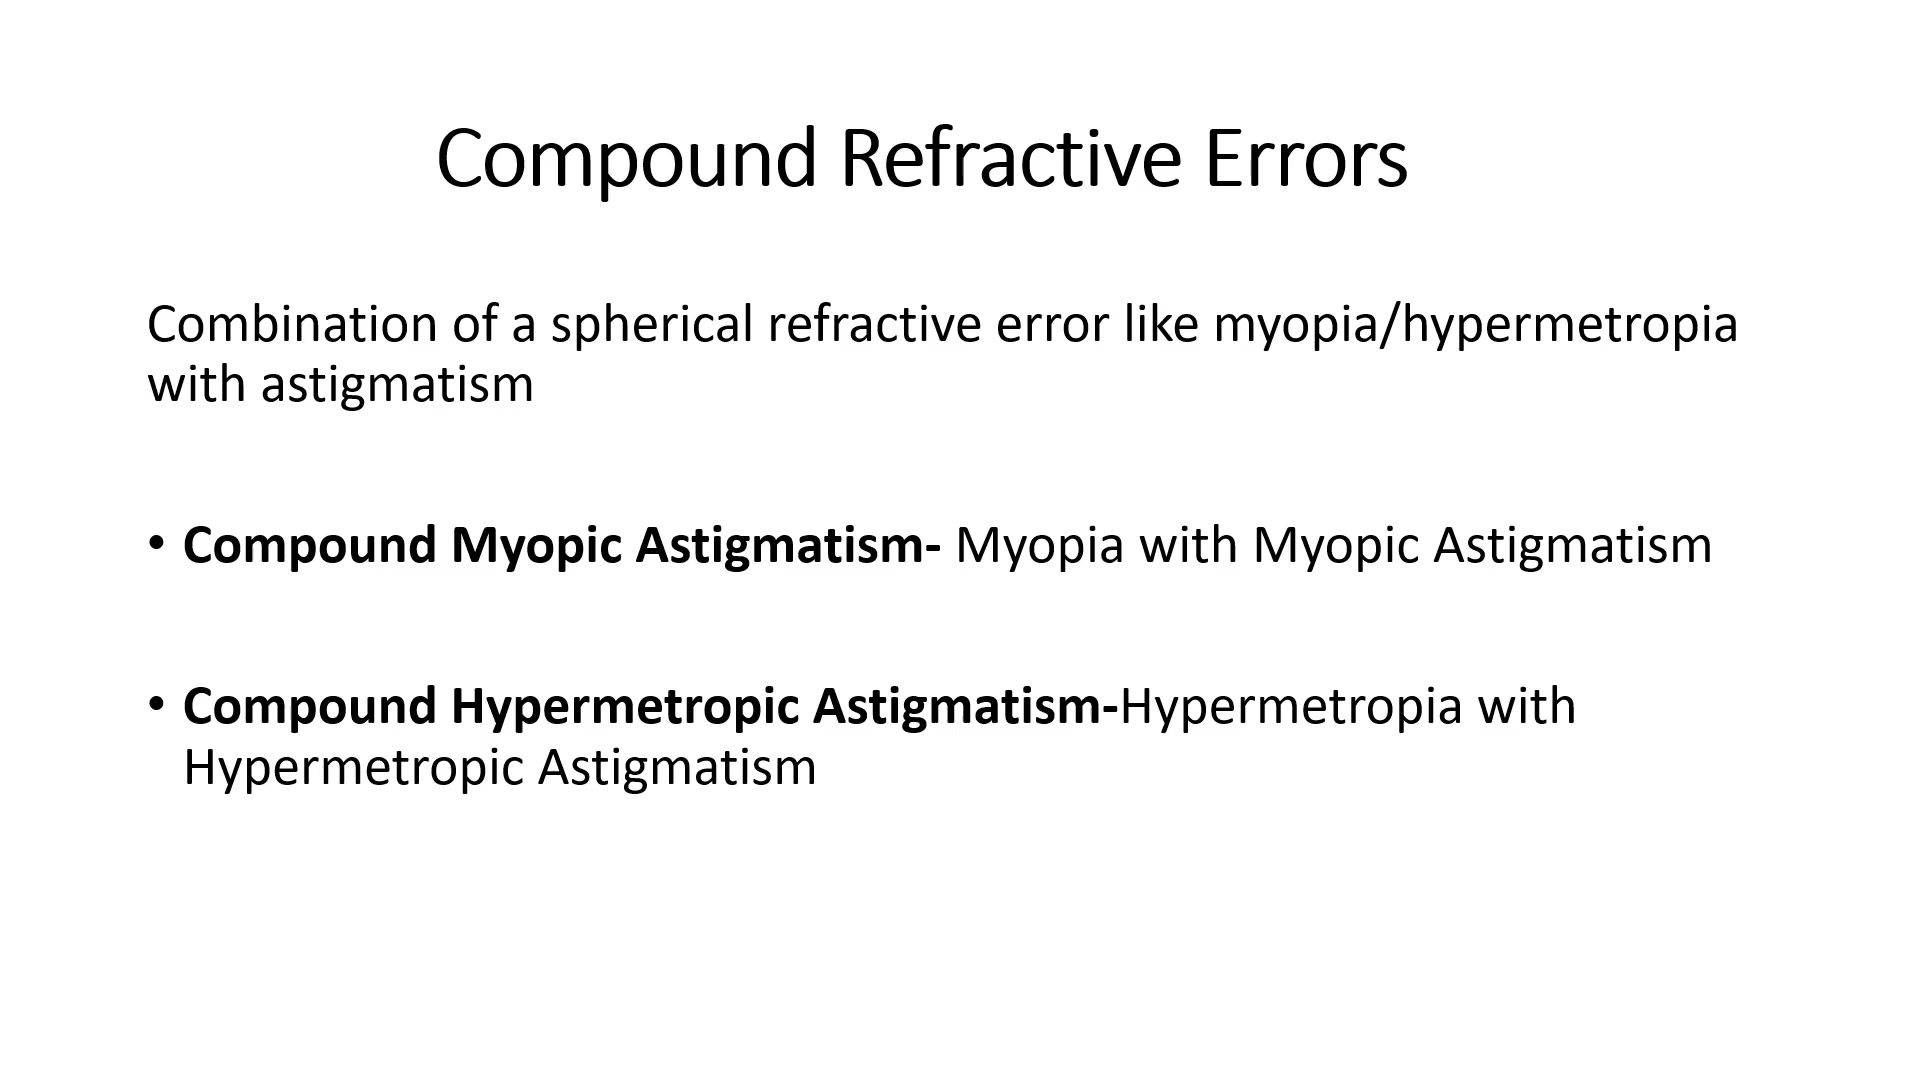 Compound Refractive Errors
Combination of a spherical refractive error like myopia/hypermetropia
with astigmatism
• Compound Myopic Astigmatism- Myopia with Myopic Astigmatism
• Compound Hypermetropic Astigmatism-Hypermetropia with
Hypermetropic Astigmatism